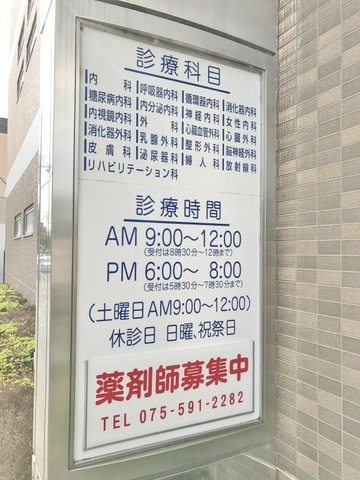 診療科目
内科 呼吸器内科 循環器内科 消化器内科
糖尿病内科 内分泌内科 神経内科 女性内科
内視鏡内科 外科 心臓血管外科 心臓外科
消化器外科 乳腺外科 整形外科 脳神経外科
皮膚科 泌尿器科 婦人科 放射線科
リハビリテーション科
診療時間
AM 9:00〜12:00
(受付は8時30分〜12時まで)
PM 6:00〜 8:00
(受付は5時30分〜7時30分まで)
(土曜日AM9:00〜12:00)
休診日 日曜、祝祭日
薬剤師募集中
TEL 075-591-2282